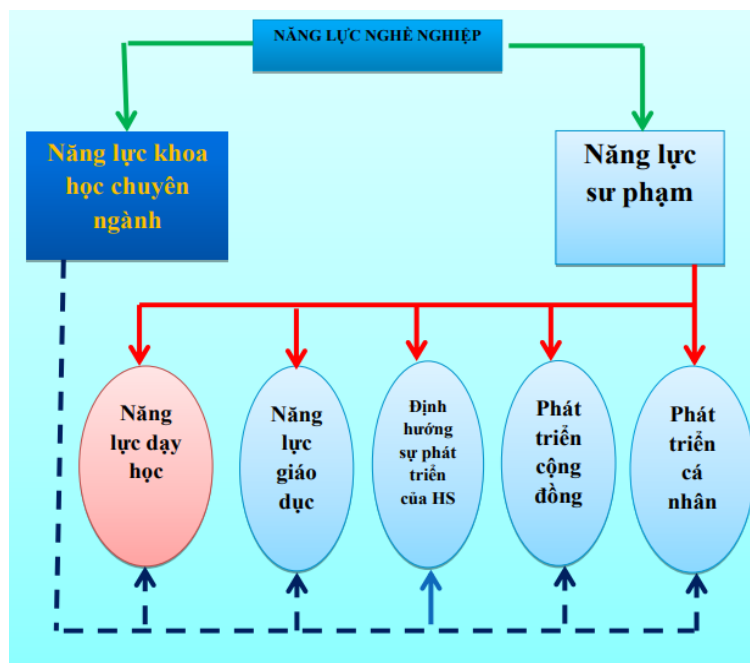 NĂNG LỰC NGHỀ NGHIỆP
Năng lực khoa
học chuyên
ngành
Năng lực
sư phạm
Năng
lực dạy
học
Năng
lực
giáo
dục
Định
hướng
sự phát
triển
của HS
Phát
triển
cộng
đồng
Phát
triển
cá
nhân